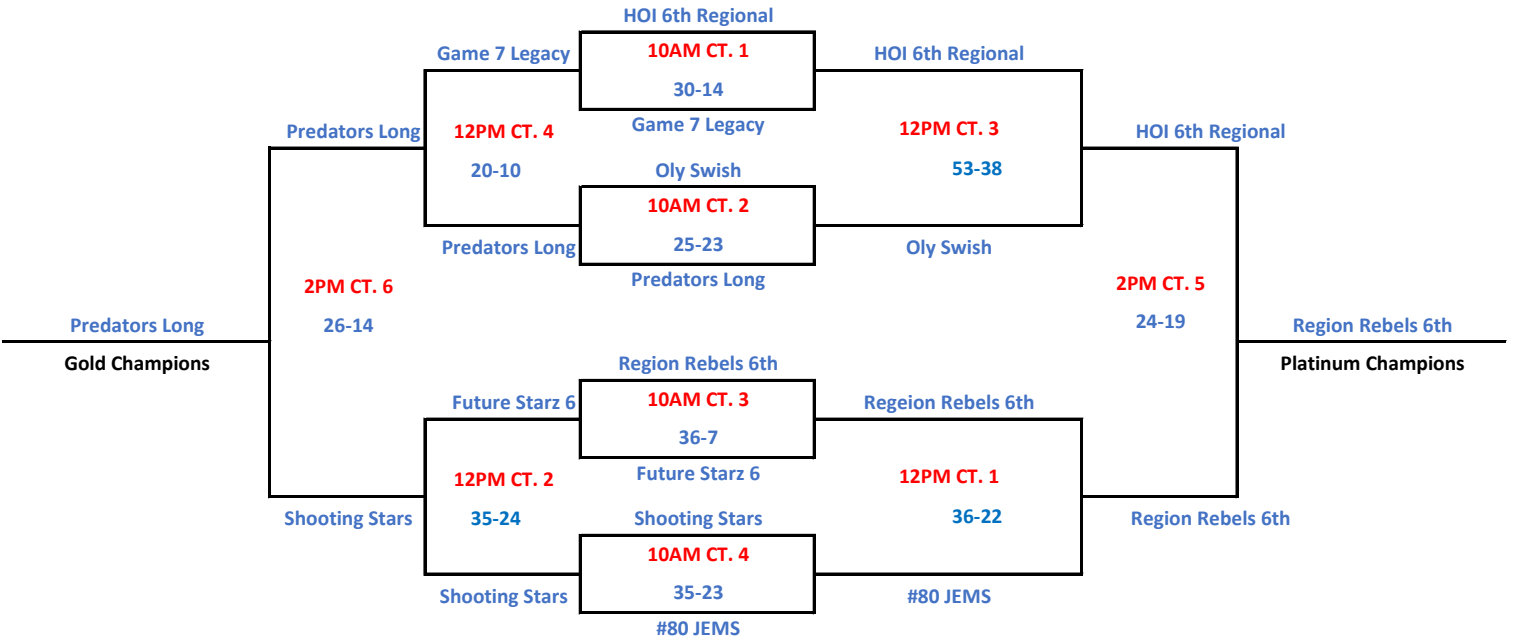 HOI 6th Regional
Game 7 Legacy
10AM CT. 1
HOI 6th Regional
30-14
Predators Long
12PM CT. 4
Game 7 Legacy
12PM CT. 3
HOI 6th Regional
20-10
Oly Swish
53-38
10AM CT. 2
Predators Long
25-23
Oly Swish
Predators Long
2PM CT. 6
2PM CT. 5
Predators Long
26-14
24-19
Region Rebels 6th
Gold Champions
Region Rebels 6th
Platinum Champions
Future Starz 6
10AM CT. 3
Regeion Rebels 6th
36-7
12PM CT. 2
Future Starz 6
12PM CT. 1
Shooting Stars
35-24
Shooting Stars
36-22
Region Rebels 6th
10AM CT. 4
Shooting Stars
35-23
#80 JEMS
#80 JEMS